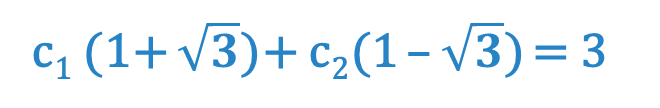 c₁ (1+ √3)+ c₂(1− √3) = 3